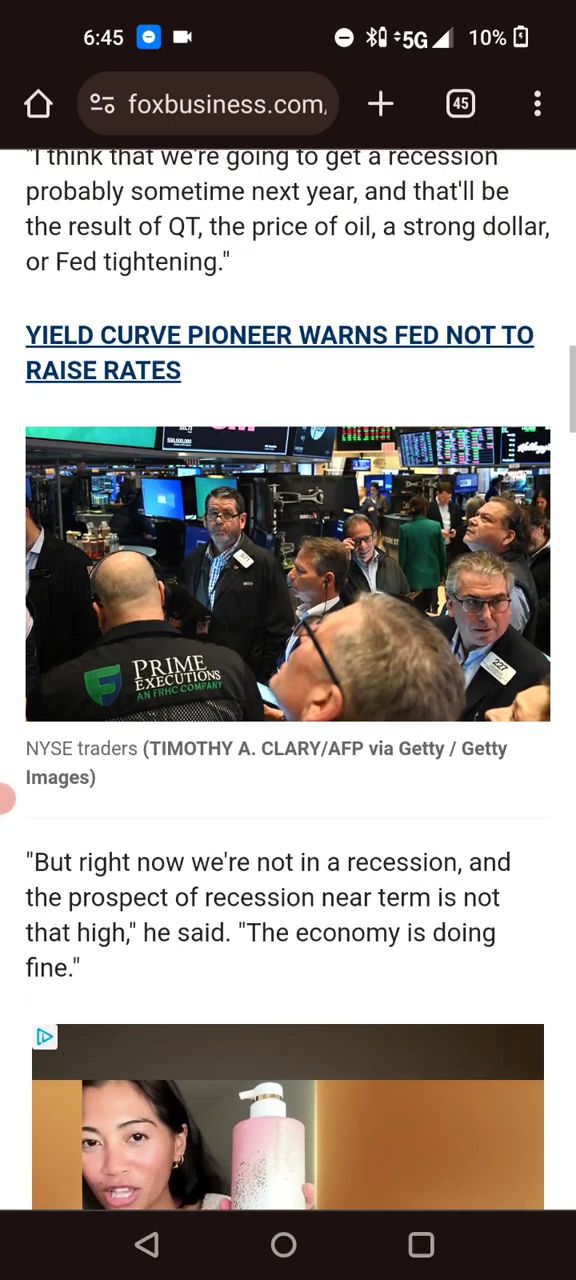 6:45
5G
10%
foxbusiness.com,
45
"I think that we're going to get a recession
probably sometime next year, and that'll be
the result of QT, the price of oil, a strong dollar,
or Fed tightening."
YIELD CURVE PIONEER WARNS FED NOT TO
RAISE RATES
PRIME
EXECUTIONS
AN FRHC COMPANY
227
NYSE traders (TIMOTHY A. CLARY/AFP via Getty / Getty
Images)
"But right now we're not in a recession, and
the prospect of recession near term is not
that high," he said. "The economy is doing
fine."